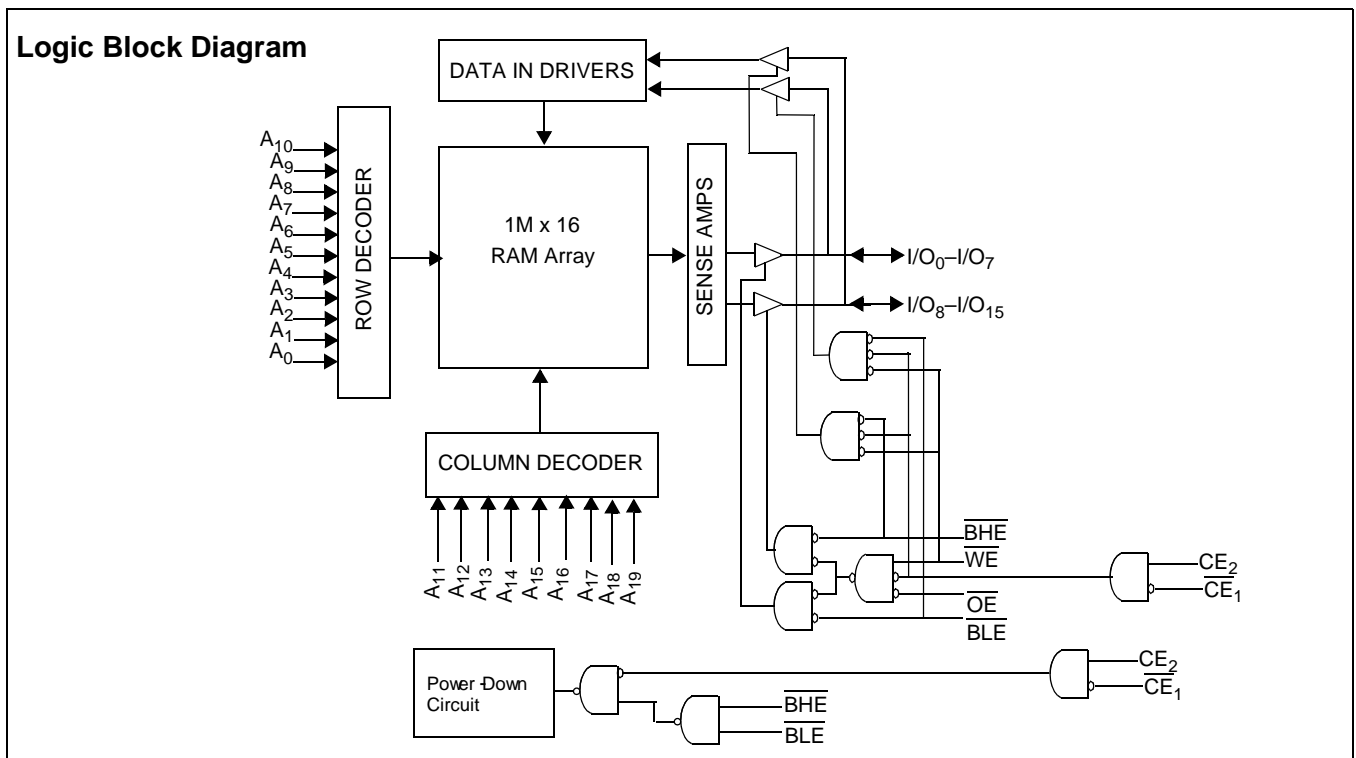 Logic Block Diagram
DATA IN DRIVERS
A10
A9
A8
A7
A6
A5
A4
A3
A2
A1
A0
ROW DECODER
1M x 16
RAM Array
SENSE AMPS
I/O0–I/O7
I/O8–I/O15
COLUMN DECODER
A11
A12
A13
A14
A15
A16
A17
A18
A19
BHE
WE
OE
BLE
CE2
CE1
Power -Down
Circuit
BHE
BLE
CE2
CE1